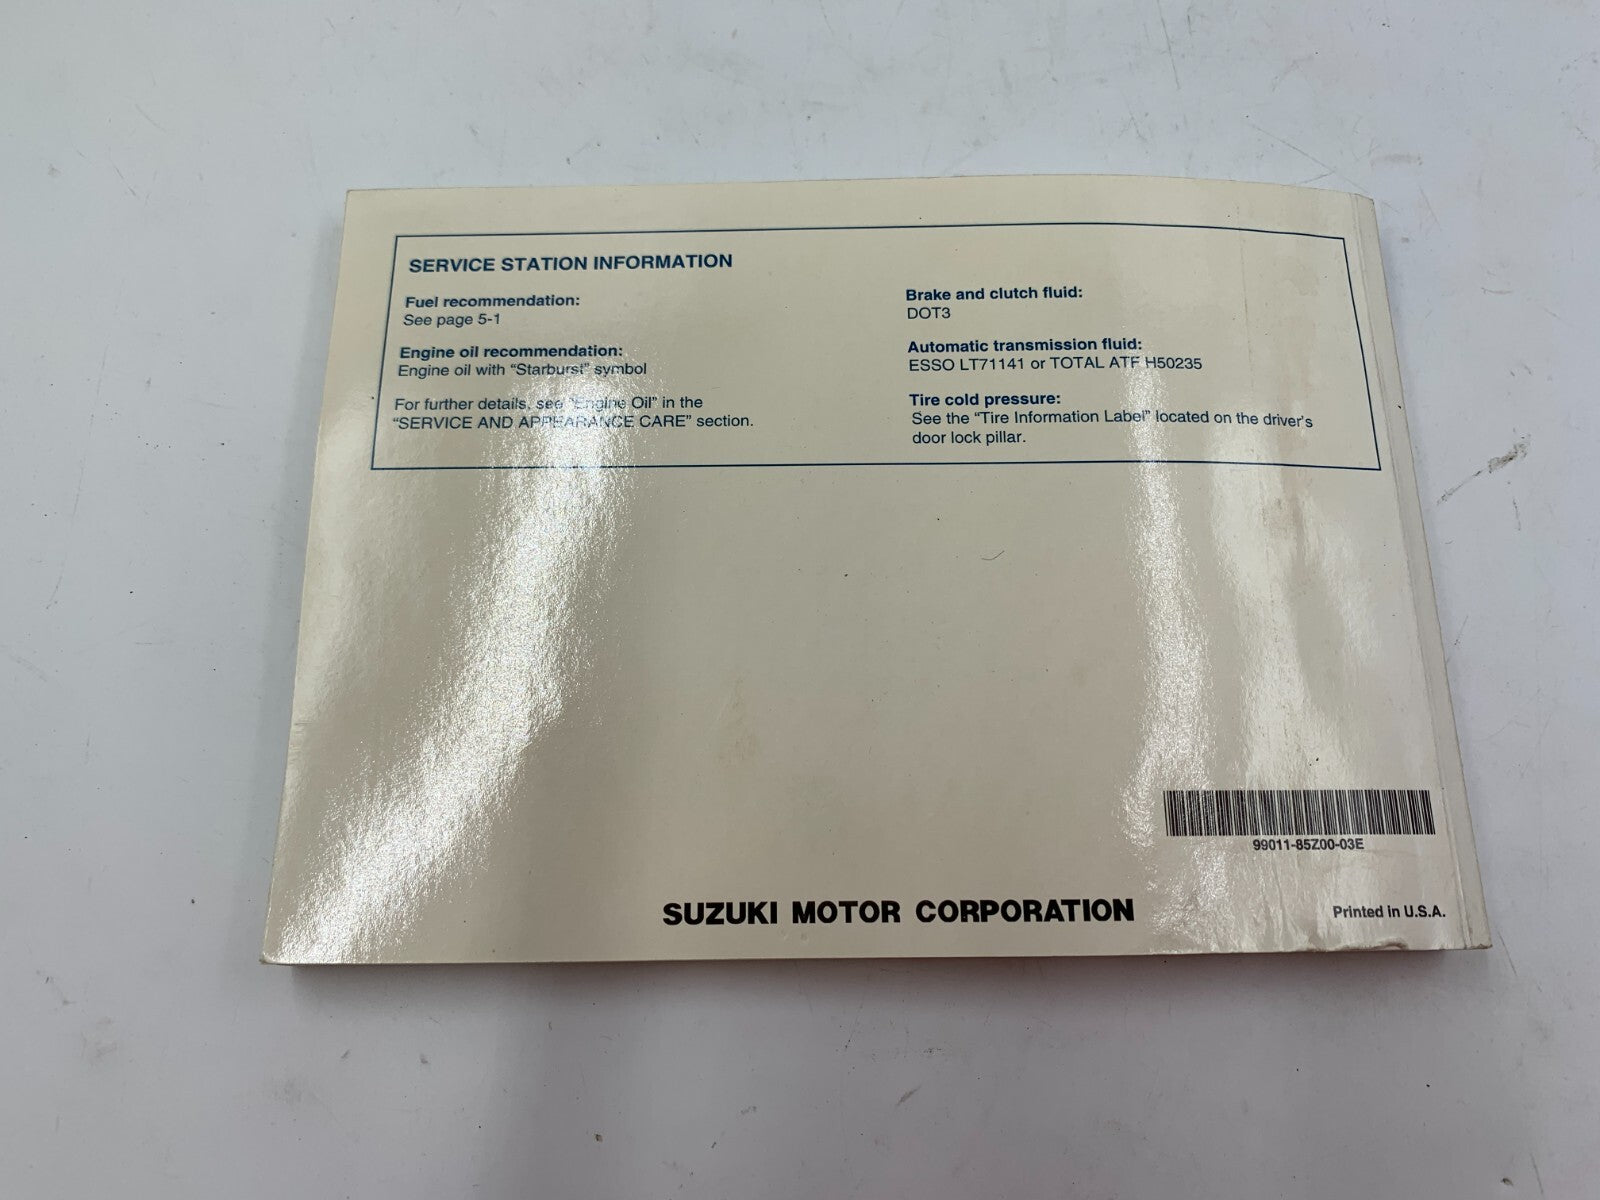 SERVICE STATION INFORMATION
Fuel recommendation:
See page 5-1
Engine oil recommendation:
Engine oil with “Starburst” symbol
For further details, see “Engine Oil” in the
“SERVICE AND APPEARANCE CARE” section.
Brake and clutch fluid:
DOT3
Automatic transmission fluid:
ESSO LT71141 or TOTAL ATF H50235
Tire cold pressure:
See the “Tire Information Label” located on the driver’s
door lock pillar.
99011-85Z00-03E
SUZUKI MOTOR CORPORATION
Printed in U.S.A.